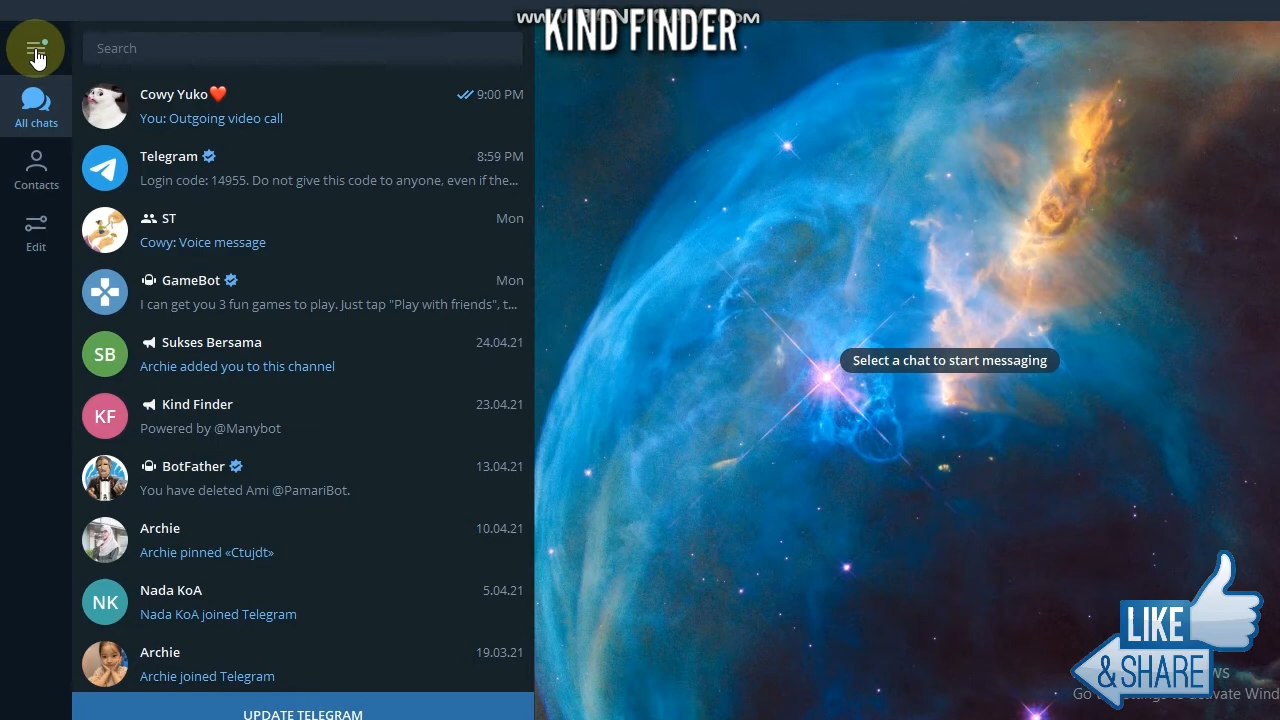 KIND FINDER
Search
All chats
Contacts
Edit
Cowy Yuko❤️ 9:00 PM
You: Outgoing video call
Telegram 8:59 PM
Login code: 14955. Do not give this code to anyone, even if the...
ST Mon
Cowy: Voice message
GameBot Mon
I can get you 3 fun games to play. Just tap "Play with friends", t...
SB Sukses Bersama 24.04.21
Archie added you to this channel
KF Kind Finder 23.04.21
Powered by @Manybot
BotFather 13.04.21
You have deleted Ami @PamariBot.
Archie 10.04.21
Archie pinned «Ctujdt»
NK Nada KoA 5.04.21
Nada KoA joined Telegram
Archie 19.03.21
Archie joined Telegram
UPDATE TELEGRAM
Select a chat to start messaging
LIKE
& SHARE